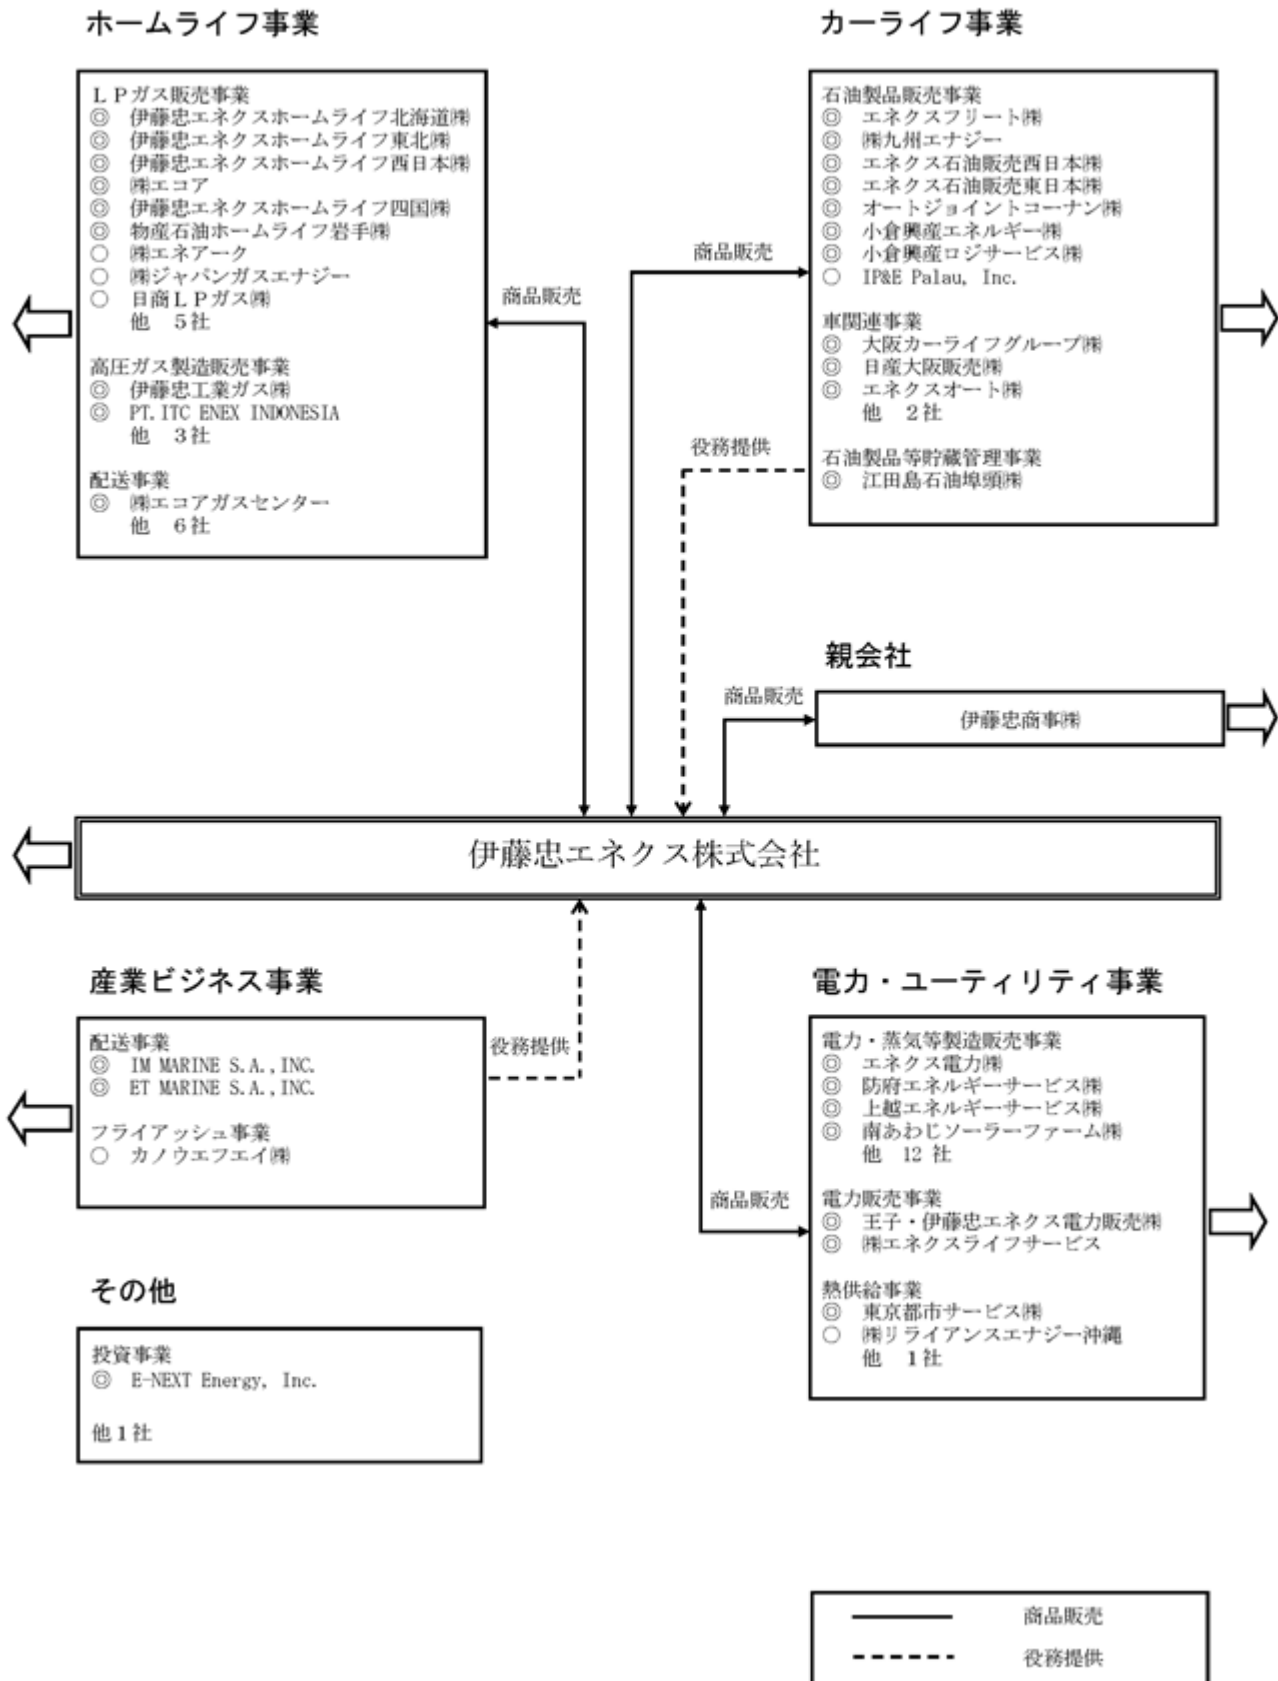 ホームライフ事業
ＬＰガス販売事業
◎ 伊藤忠エネクスホームライフ北海道㈱
◎ 伊藤忠エネクスホームライフ東北㈱
◎ 伊藤忠エネクスホームライフ西日本㈱
◎ ㈱エコア
◎ 伊藤忠エネクスホームライフ四国㈱
◎ 物産石油ホームライフ岩手㈱
○ ㈱エネアーク
○ ㈱ジャパンガスエナジー
○ 日商ＬＰガス㈱
他 5社
高圧ガス製造販売事業
◎ 伊藤忠工業ガス㈱
◎ PT.ITC ENEX INDONESIA
他 3社
配送事業
◎ ㈱エコアガスセンター
他 6社
商品販売
カーライフ事業
石油製品販売事業
◎ エネクスフリート㈱
◎ ㈱九州エナジー
◎ エネクス石油販売西日本㈱
◎ エネクス石油販売東日本㈱
◎ オートジョイントコーナン㈱
◎ 小倉興産エネルギー㈱
◎ 小倉興産ロジサービス㈱
○ IP&E Palau, Inc.
車関連事業
◎ 大阪カーライフグループ㈱
◎ 日産大阪販売㈱
◎ エネクスオート㈱
他 2社
石油製品等貯蔵管理事業
◎ 江田島石油埠頭㈱
商品販売
役務提供
親会社
商品販売
伊藤忠商事㈱
伊藤忠エネクス株式会社
産業ビジネス事業
配送事業
◎ IM MARINE S.A.,INC.
◎ ET MARINE S.A.,INC.
フライアッシュ事業
○ カノウエフエイ㈱
役務提供
電力・ユーティリティ事業
電力・蒸気等製造販売事業
◎ エネクス電力㈱
◎ 防府エネルギーサービス㈱
◎ 上越エネルギーサービス㈱
◎ 南あわじソーラーファーム㈱
他 12 社
電力販売事業
◎ 王子・伊藤忠エネクス電力販売㈱
◎ ㈱エネクスライフサービス
熱供給事業
◎ 東京都市サービス㈱
○ ㈱リライアンスエナジー沖縄
他 1社
商品販売
その他
投資事業
◎ E-NEXT Energy, Inc.
他１社
商品販売
役務提供